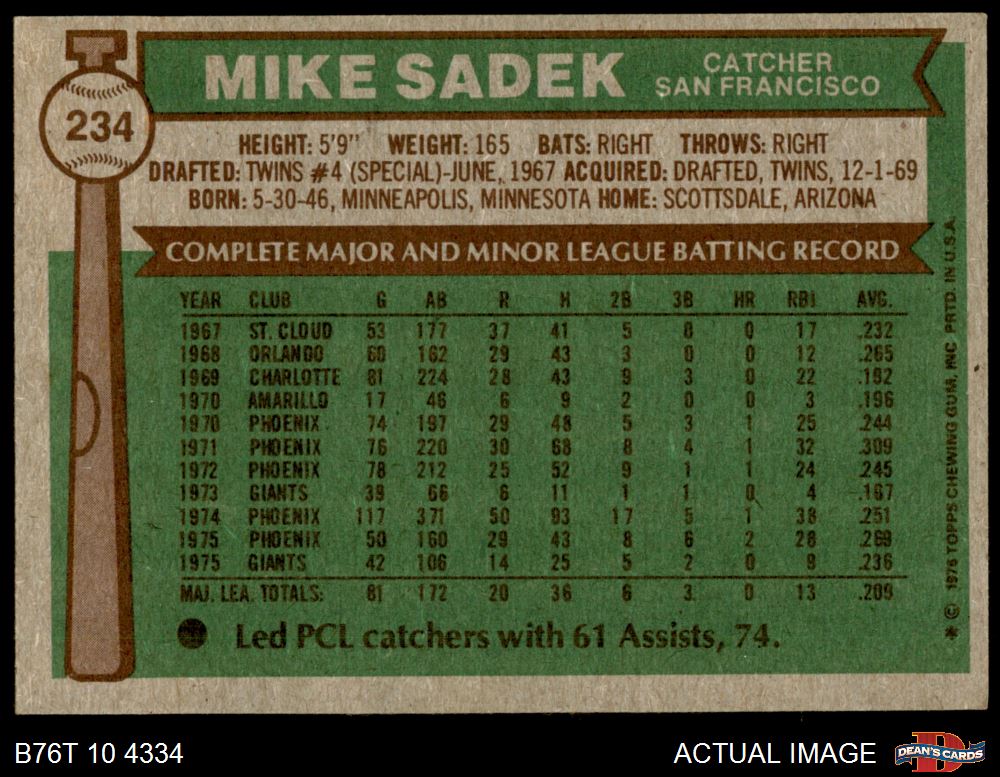 234
MIKE SADEK
CATCHER
SAN FRANCISCO
HEIGHT: 5'9" WEIGHT: 165 BATS: RIGHT THROWS: RIGHT
DRAFTED: TWINS #4 (SPECIAL)-JUNE, 1967 ACQUIRED: DRAFTED, TWINS, 12-1-69
BORN: 5-30-46, MINNEAPOLIS, MINNESOTA HOME: SCOTTSDALE, ARIZONA
COMPLETE MAJOR AND MINOR LEAGUE BATTING RECORD
YEAR CLUB G AB R H 2B 3B HR RBI AVG.
1967 ST. CLOUD 53 177 37 41 5 0 0 17 .232
1968 ORLANDO 60 162 29 43 3 0 0 12 .265
1969 CHARLOTTE 81 224 28 43 9 3 0 22 .192
1970 AMARILLO 17 46 6 9 2 0 0 3 .196
1970 PHOENIX 74 197 29 48 5 3 1 25 .244
1971 PHOENIX 76 220 30 68 8 4 1 32 .309
1972 PHOENIX 78 212 25 52 9 1 1 24 .245
1973 GIANTS 39 66 6 11 1 1 0 4 .167
1974 PHOENIX 117 371 50 93 17 5 1 38 .251
1975 PHOENIX 50 160 29 43 8 6 2 28 .269
1975 GIANTS 42 106 14 25 5 2 0 9 .236
MAJ. LEA. TOTALS: 81 172 20 36 6 3 0 13 .209
Led PCL catchers with 61 Assists, 74.
* © 1976 TOPPS CHEWING GUM, INC PRTD. IN U.S.A.
B76T 10 4334
ACTUAL IMAGE
D
DEAN'S CARDS